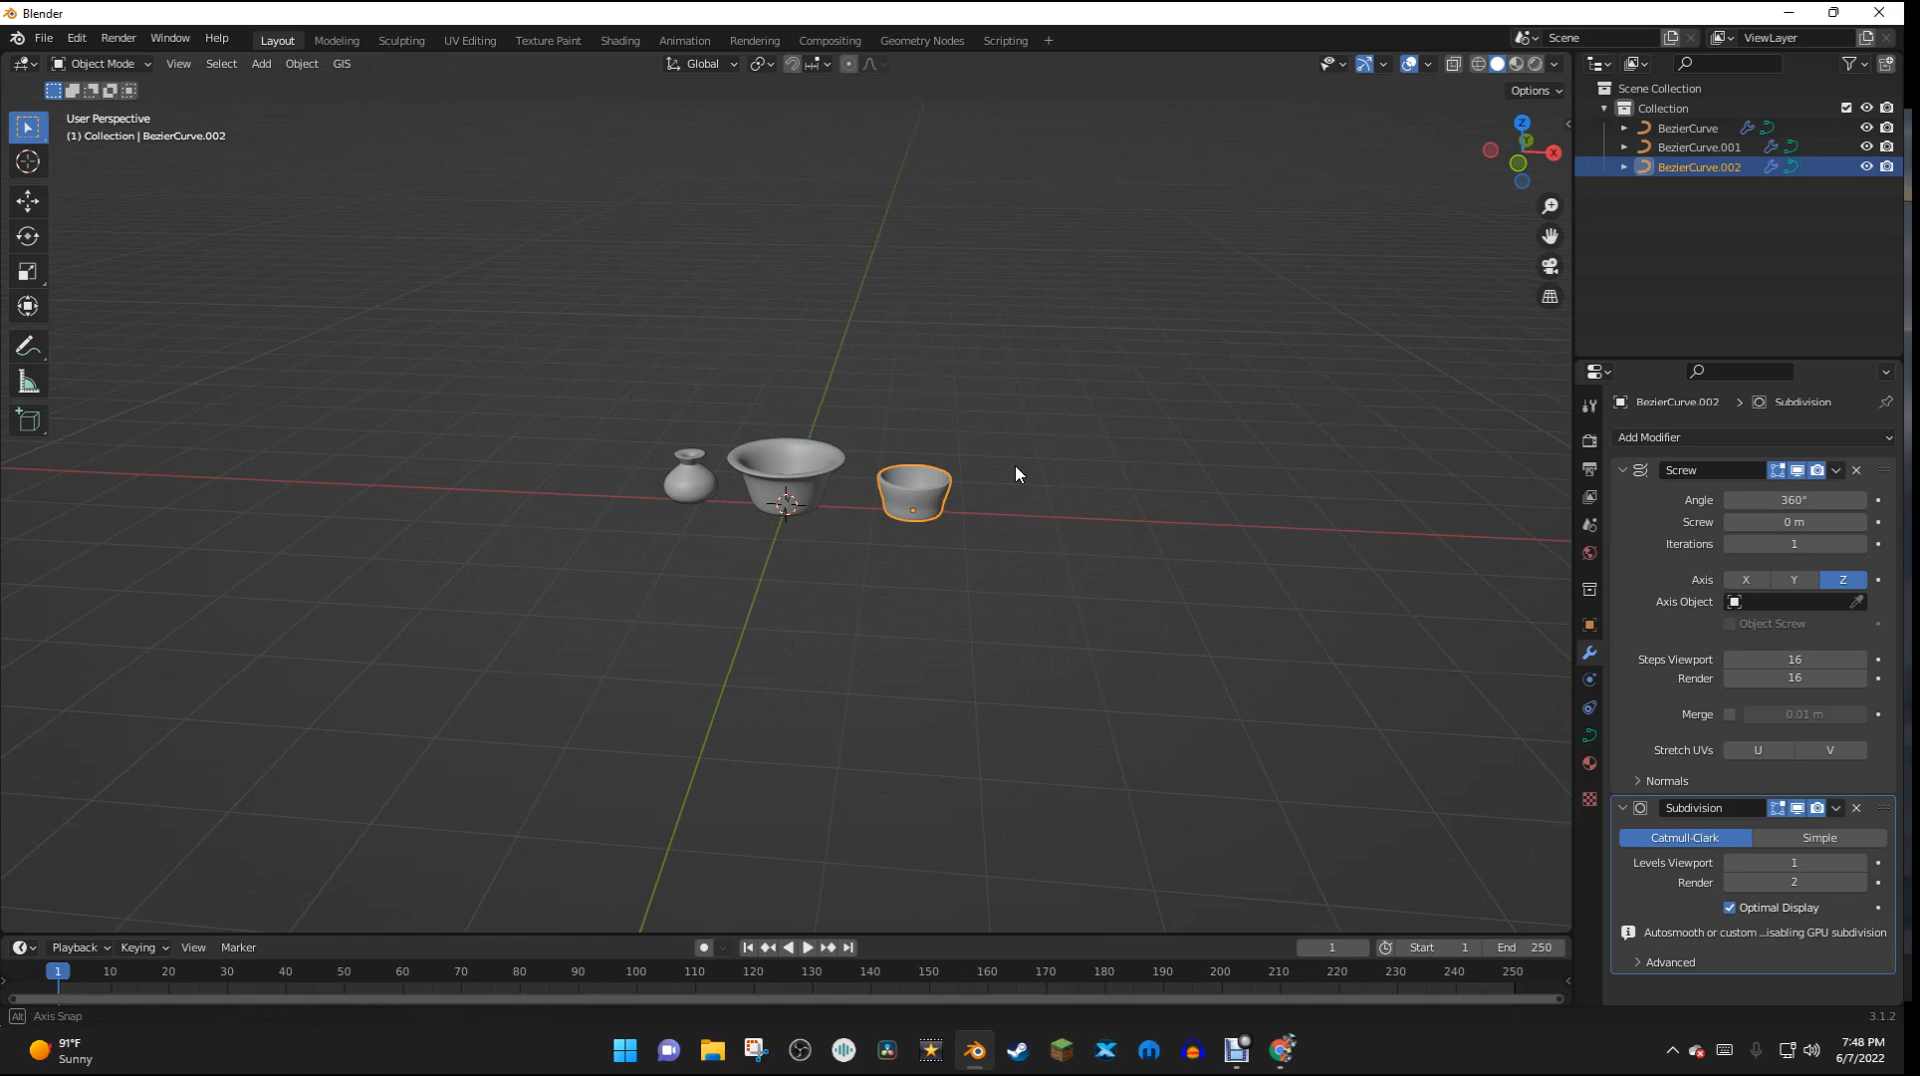 Blender
File Edit Render Window Help Layout Modeling Sculpting UV Editing Texture Paint Shading Animation Rendering Compositing Geometry Nodes Scripting + Scene ViewLayer
Object Mode View Select Add Object GIS Global
Options
User Perspective
(1) Collection | BezierCurve.002
Z
Y
X
Scene Collection
Collection
BezierCurve
BezierCurve.001
BezierCurve.002
BezierCurve.002 > Subdivision
Add Modifier
Screw
Angle 360°
Screw 0 m
Iterations 1
Axis X Y Z
Axis Object
Object Screw
Steps Viewport 16
Render 16
Merge 0.01 m
Stretch UVs U V
Normals
Subdivision
Catmull-Clark Simple
Levels Viewport 1
Render 2
Optimal Display
Autosmooth or custom ...isabling GPU subdivision
Advanced
Playback Keying View Marker 1 Start 1 End 250
1 10 20 30 40 50 60 70 80 90 100 110 120 130 140 150 160 170 180 190 200 210 220 230 240 250
Alt Axis Snap 3.1.2
91°F
Sunny
7:48 PM
6/7/2022